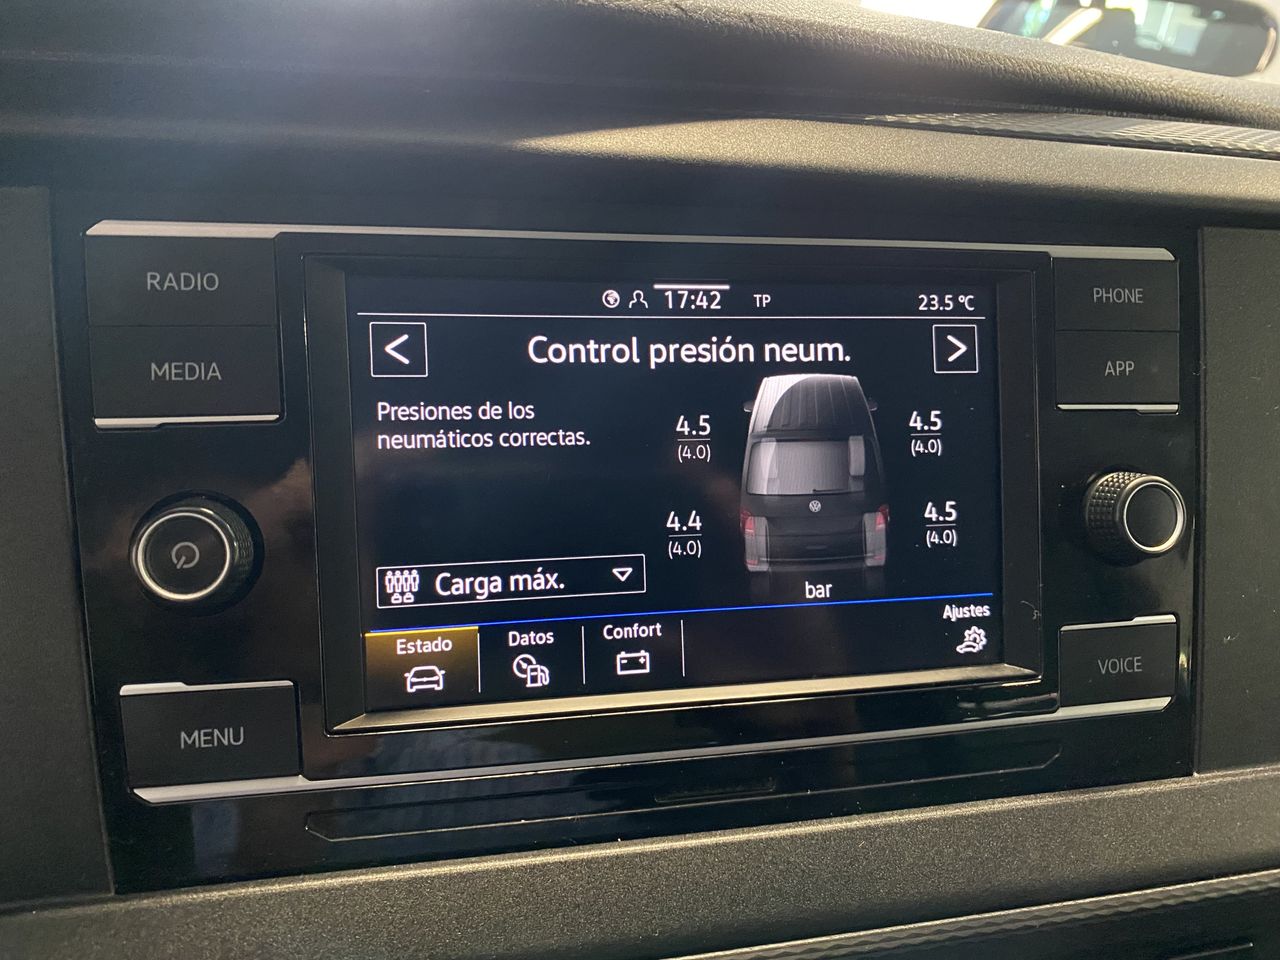 RADIO
MEDIA
MENU
17:42
TP
23.5 ℃
<
Control presión neum.
>
Presiones de los
neumáticos correctas.
4.5
(4.0)
4.5
(4.0)
4.4
(4.0)
4.5
(4.0)
Carga máx.
bar
Estado
Datos
Confort
Ajustes
PHONE
APP
VOICE